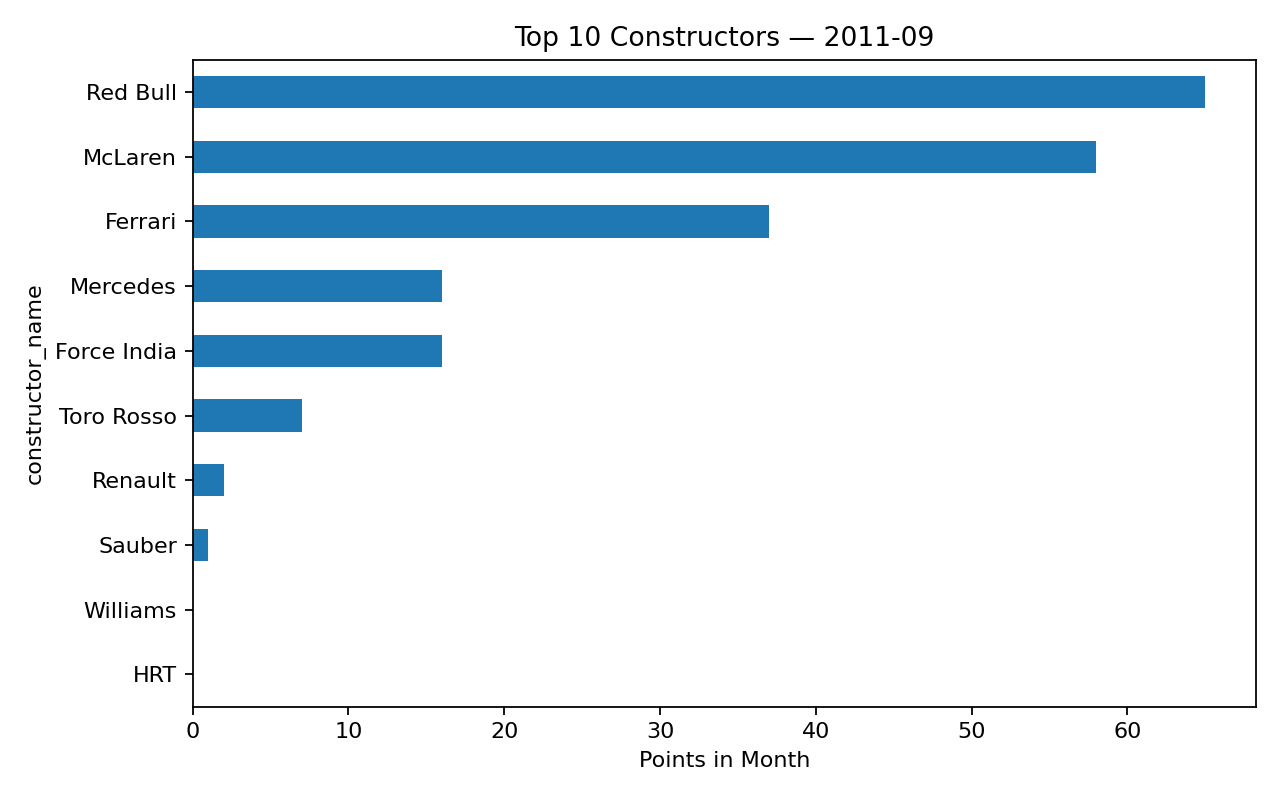 Top 10 Constructors — 2011-09
constructor_name
Red Bull
McLaren
Ferrari
Mercedes
Force India
Toro Rosso
Renault
Sauber
Williams
HRT
0 10 20 30 40 50 60
Points in Month